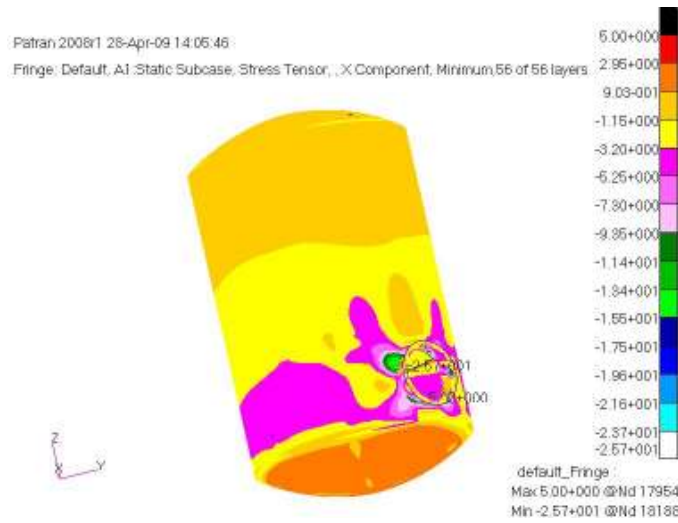 Patran 2008r1 28-Apr-09 14:05:46
Fringe: Default, A1:Static Subcase, Stress Tensor, , X Component, Minimum,56 of 56 layers
5.00+000
2.95+000
9.03-001
-1.15+000
-3.20+000
-5.25+000
-7.30+000
-9.35+000
-1.14+001
-1.34+001
-1.55+001
-1.75+001
-1.96+001
-2.16+001
-2.37+001
-2.57+001
-2.57+001
Z
X
Y
default_Fringe :
Max 5.00+000 @Nd 17954
Min -2.57+001 @Nd 18188